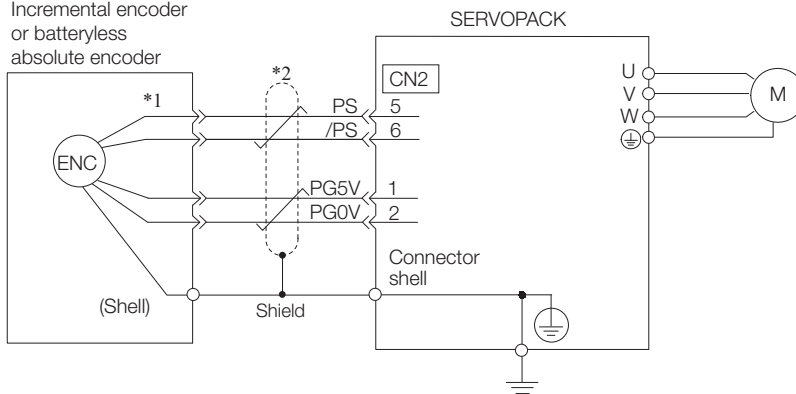 Incremental encoder
or batteryless
absolute encoder
SERVOPACK
*1
*2
CN2
ENC
PS
5
/PS
6
PG5V
1
PG0V
2
U
V
W
M
Connector
shell
(Shell)
Shield